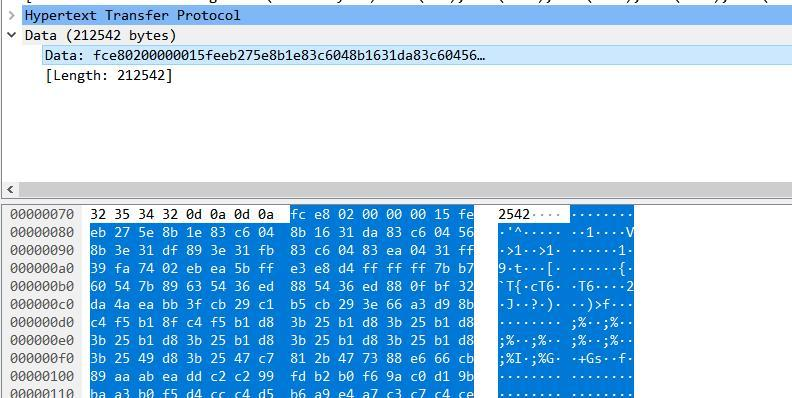 Hypertext Transfer Protocol
Data (212542 bytes)
Data: fce80200000015feeb275e8b1e83c6048b1631da83c60456…
[Length: 212542]
00000070 32 35 34 32 0d 0a 0d 0a fc e8 02 00 00 00 15 fe 2542···· ········
00000080 eb 27 5e 8b 1e 83 c6 04 8b 16 31 da 83 c6 04 56 ·'^····· ··1····V
00000090 8b 3e 31 df 89 3e 31 fb 83 c6 04 83 ea 04 31 ff ·>1··>1· ······1·
000000a0 39 fa 74 02 eb ea 5b ff e3 e8 d4 ff ff ff 7b b7 9·t···[· ······{·
000000b0 60 54 7b 89 63 54 36 ed 88 54 36 ed 88 0f bf 32 `T{·cT6· ·T6····2
000000c0 da 4a ea bb 3f cb 29 c1 b5 cb 29 3e 66 a3 d9 8b ·J··?·)· ··)>f···
000000d0 c4 f5 b1 8f c4 f5 b1 d8 3b 25 b1 d8 3b 25 b1 d8 ········ ;%··;%··
000000e0 3b 25 b1 d8 3b 25 b1 d8 3b 25 b1 d8 3b 25 b1 d8 ;%··;%·· ;%··;%··
000000f0 3b 25 49 d8 3b 25 47 c7 81 2b 47 73 88 e6 66 cb ;%I·;%G· ·+Gs··f·
00000100 89 aa ab ea dd c2 c2 99 fd b2 b0 f6 9a c0 d1 9b ········ ········
00000110 ba a3 b0 f5 d4 cc c4 d5 b6 a9 e4 a7 c3 c7 c4 ce ········ ········